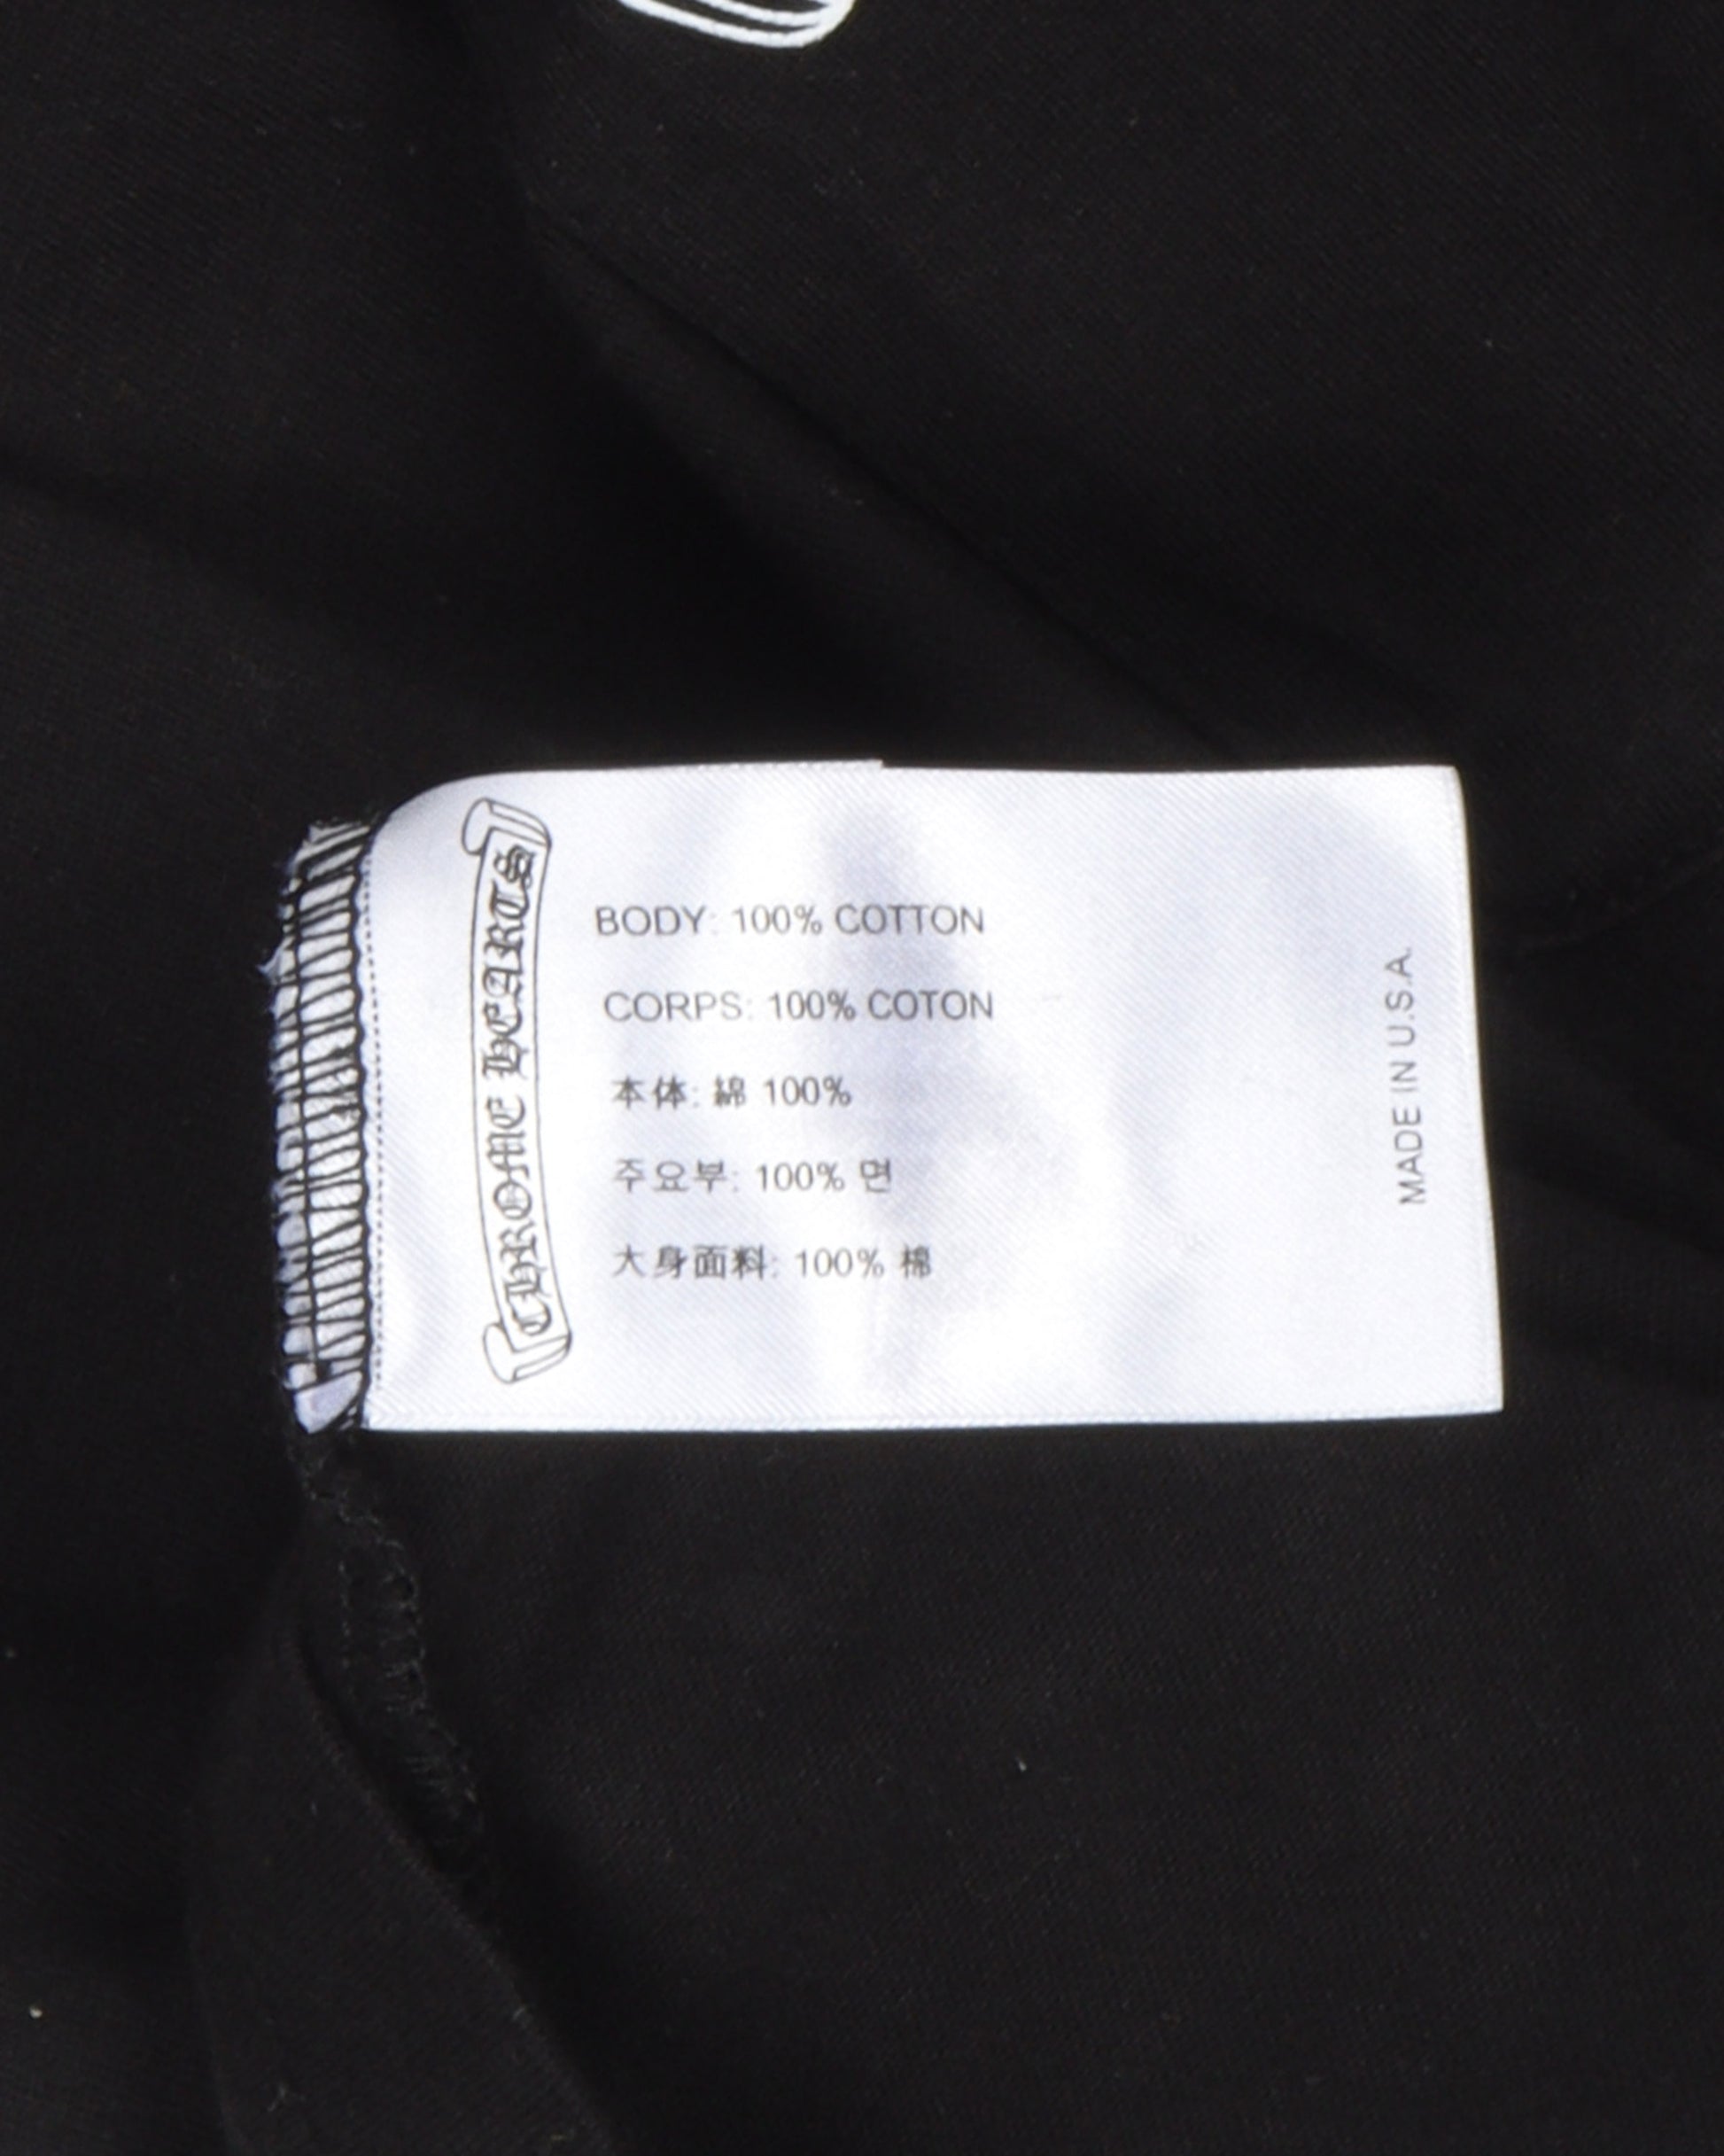 CHROME HEARTS
BODY: 100% COTTON
CORPS: 100% COTON
本体: 綿 100%
주요부: 100% 면
大身面料: 100% 棉
MADE IN U.S.A.